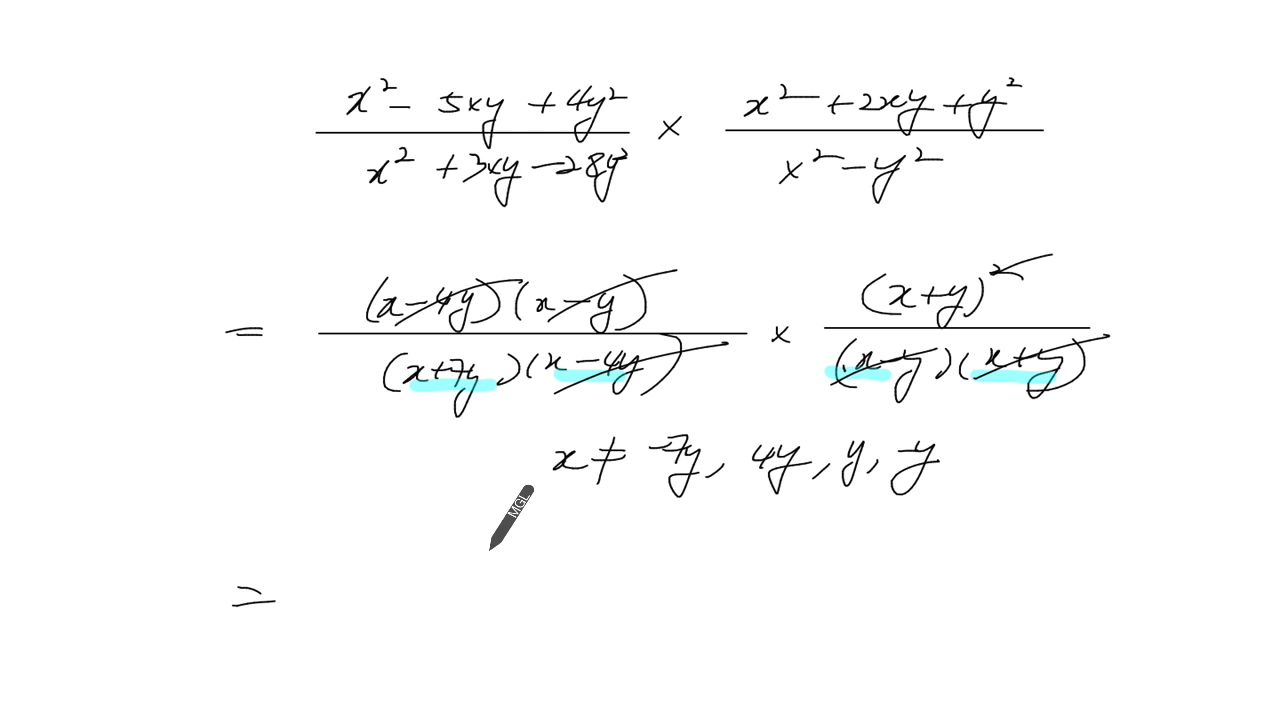 x² - 5xy + 4y² / x² + 3xy - 28y² × x² + 2xy + y² / x² - y²
= (x-4y)(x-y) / (x+7y)(x-4y) × (x+y)² / (x-y)(x+y)
x ≠ -7y, 4y, y, -y
MGL
=